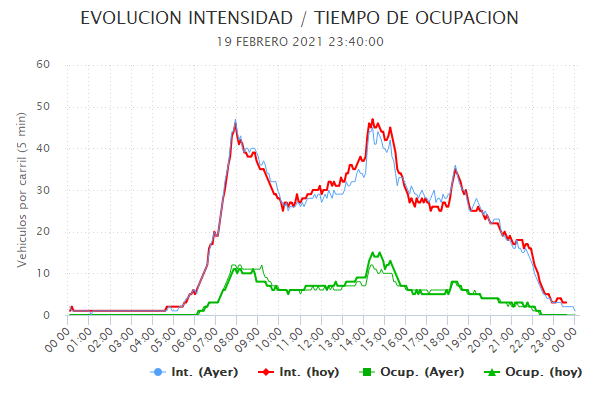 EVOLUCION INTENSIDAD / TIEMPO DE OCUPACION
19 FEBRERO 2021 23:40:00
Vehiculos por carril (5 min)
60
50
40
30
20
10
0
00:00 01:00 02:00 03:00 04:00 05:00 06:00 07:00 08:00 09:00 10:00 11:00 12:00 13:00 14:00 15:00 16:00 17:00 18:00 19:00 20:00 21:00 22:00 23:00 00:00
Int. (Ayer) Int. (hoy) Ocup. (Ayer) Ocup. (hoy)